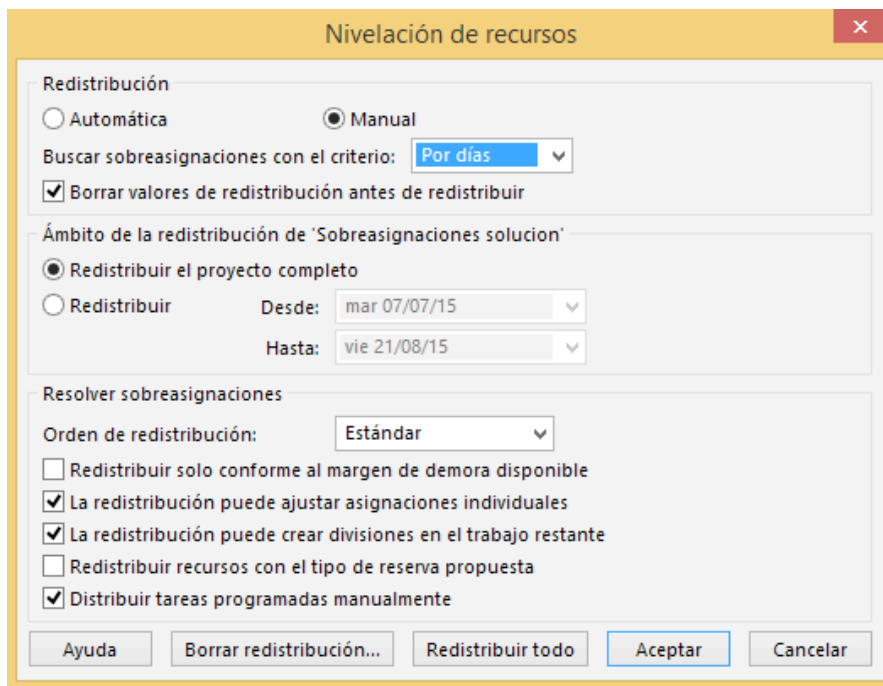 Nivelación de recursos
Redistribución
Automática Manual
Buscar sobreasignaciones con el criterio: Por días
Borrar valores de redistribución antes de redistribuir
Ámbito de la redistribución de 'Sobreasignaciones solucion'
Redistribuir el proyecto completo
Redistribuir Desde: mar 07/07/15
Hasta: vie 21/08/15
Resolver sobreasignaciones
Orden de redistribución: Estándar
Redistribuir solo conforme al margen de demora disponible
La redistribución puede ajustar asignaciones individuales
La redistribución puede crear divisiones en el trabajo restante
Redistribuir recursos con el tipo de reserva propuesta
Distribuir tareas programadas manualmente
Ayuda Borrar redistribución... Redistribuir todo Aceptar Cancelar